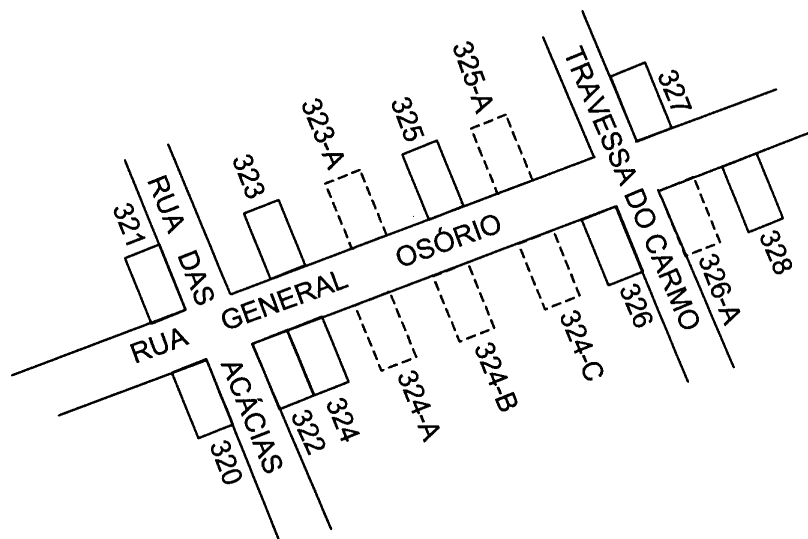 RUA GENERAL OSÓRIO
RUA DAS ACÁCIAS
TRAVESSA DO CARMO
321
323
323-A
325
325-A
327
320
322
324
324-A
324-B
324-C
326
326-A
328